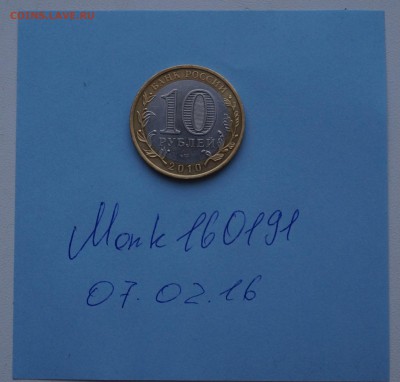 COINS.LAVE.RU
БАНК РОССИИ
10
РУБЛЕЙ
2010
Monk160191
07.02.16